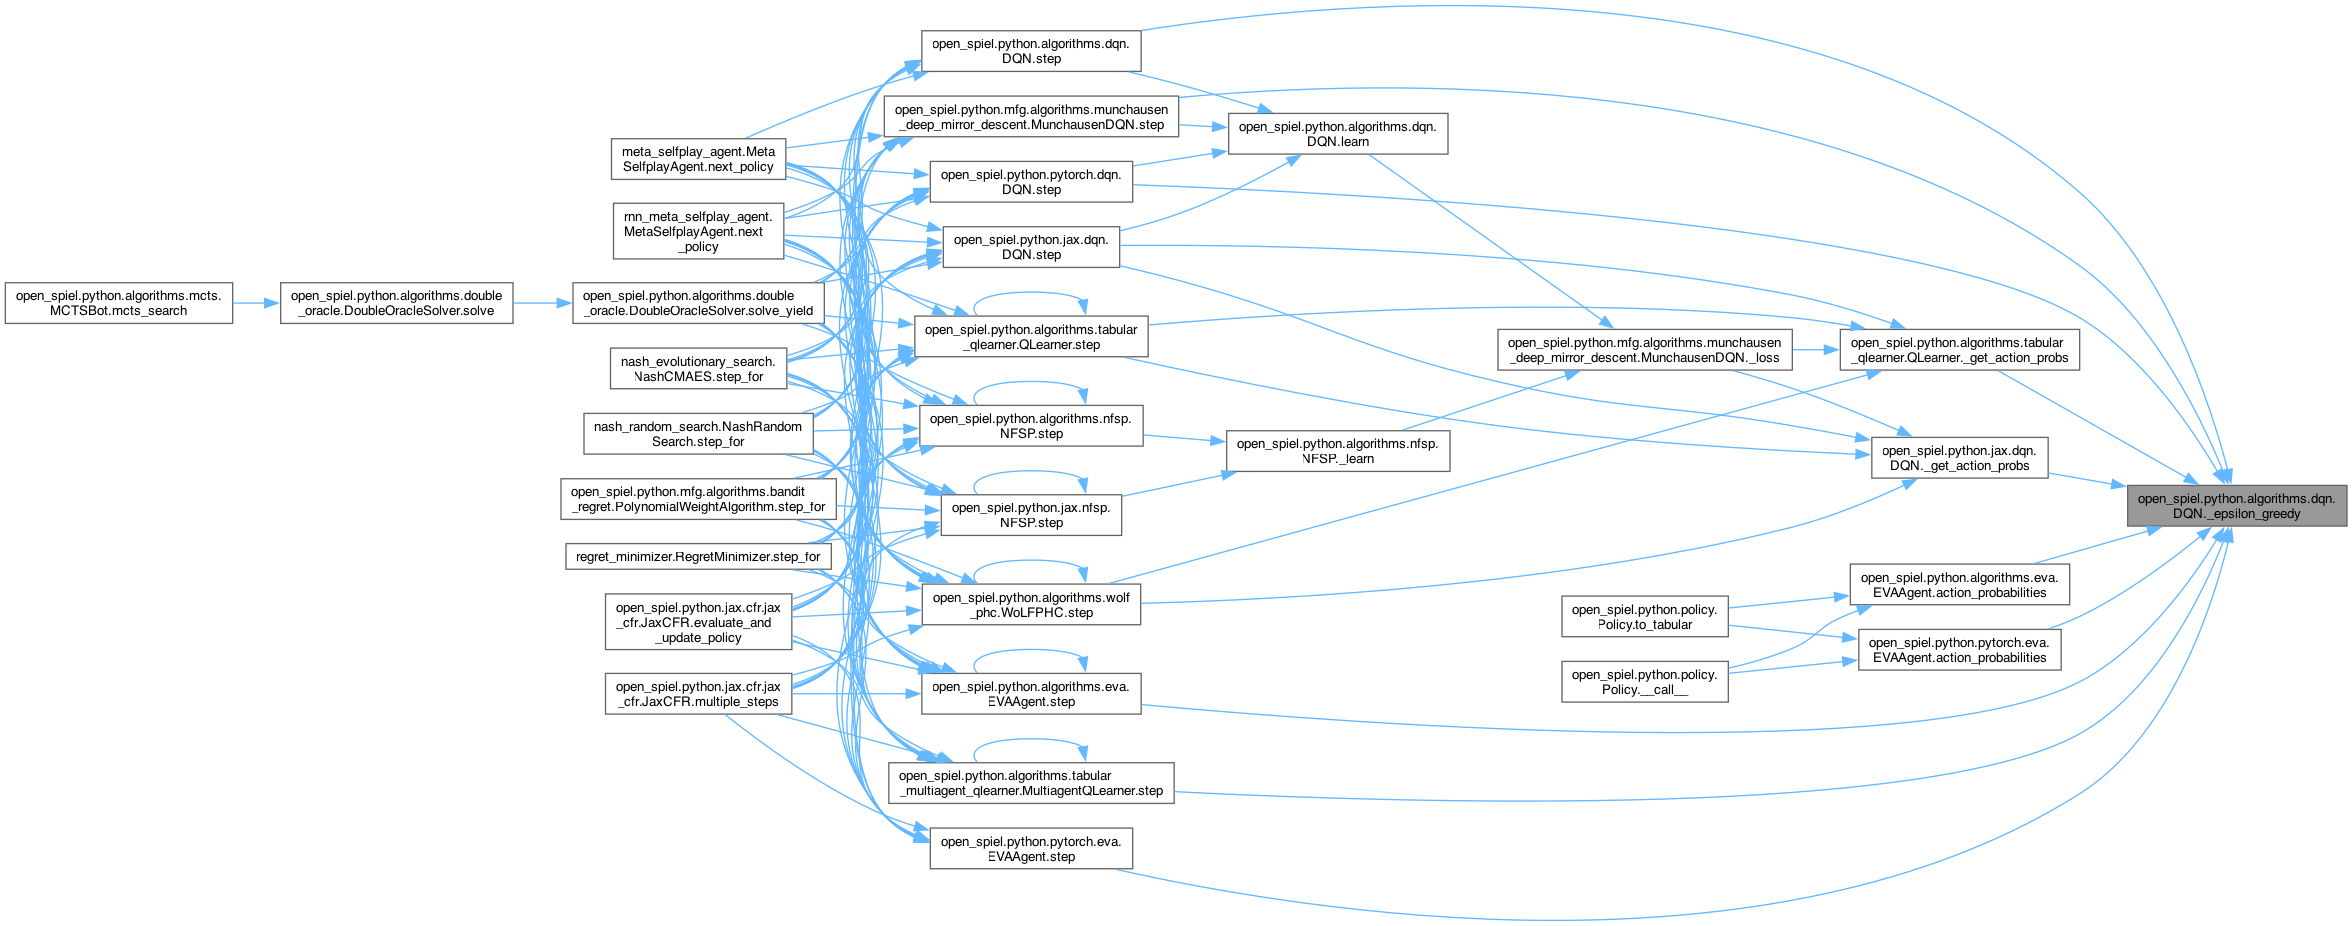 open_spiel.python.algorithms.mcts.
MCTSBot.mcts_search
open_spiel.python.algorithms.double
_oracle.DoubleOracleSolver.solve
meta_selfplay_agent.Meta
SelfplayAgent.next_policy
rnn_meta_selfplay_agent.
MetaSelfplayAgent.next
_policy
open_spiel.python.algorithms.double
_oracle.DoubleOracleSolver.solve_yield
nash_evolutionary_search.
NashCMAES.step_for
nash_random_search.NashRandom
Search.step_for
open_spiel.python.mfg.algorithms.bandit
_regret.PolynomialWeightAlgorithm.step_for
regret_minimizer.RegretMinimizer.step_for
open_spiel.python.jax.cfr.jax
_cfr.JaxCFR.evaluate_and
_update_policy
open_spiel.python.jax.cfr.jax
_cfr.JaxCFR.multiple_steps
open_spiel.python.algorithms.dqn.
DQN.step
open_spiel.python.mfg.algorithms.munchausen
_deep_mirror_descent.MunchausenDQN.step
open_spiel.python.pytorch.dqn.
DQN.step
open_spiel.python.jax.dqn.
DQN.step
open_spiel.python.algorithms.tabular
_qlearner.QLearner.step
open_spiel.python.algorithms.nfsp.
NFSP.step
open_spiel.python.jax.nfsp.
NFSP.step
open_spiel.python.algorithms.wolf
_phc.WoLFPHC.step
open_spiel.python.algorithms.eva.
EVAAgent.step
open_spiel.python.algorithms.tabular
_multiagent_qlearner.MultiagentQLearner.step
open_spiel.python.pytorch.eva.
EVAAgent.step
open_spiel.python.algorithms.dqn.
DQN.learn
open_spiel.python.algorithms.nfsp.
NFSP._learn
open_spiel.python.mfg.algorithms.munchausen
_deep_mirror_descent.MunchausenDQN._loss
open_spiel.python.policy.
Policy.to_tabular
open_spiel.python.policy.
Policy.__call__
open_spiel.python.algorithms.tabular
_qlearner.QLearner._get_action_probs
open_spiel.python.jax.dqn.
DQN._get_action_probs
open_spiel.python.algorithms.eva.
EVAAgent.action_probabilities
open_spiel.python.pytorch.eva.
EVAAgent.action_probabilities
open_spiel.python.algorithms.dqn.
DQN._epsilon_greedy